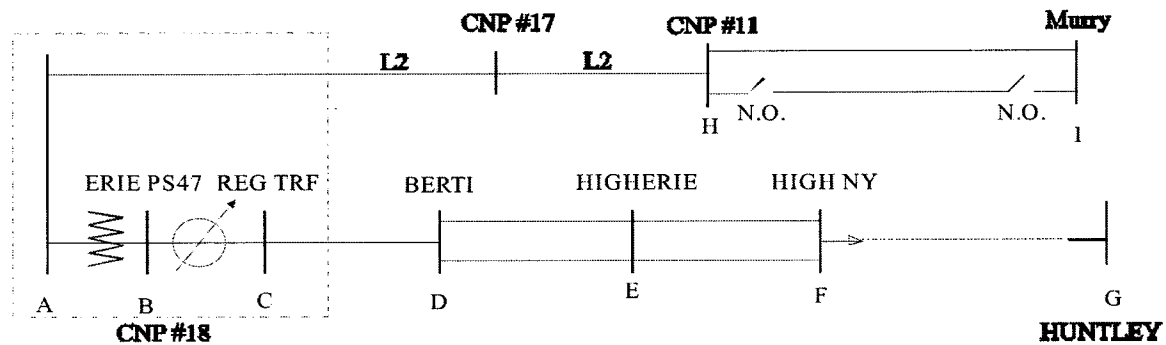 CNP #17
CNP #11
Murry
L2
L2
H
N.O.
N.O.
I
ERIE PS47
REG TRF
BERTI
HIGHERIE
HIGH NY
A
B
C
D
E
F
G
CNP #18
HUNTLEY